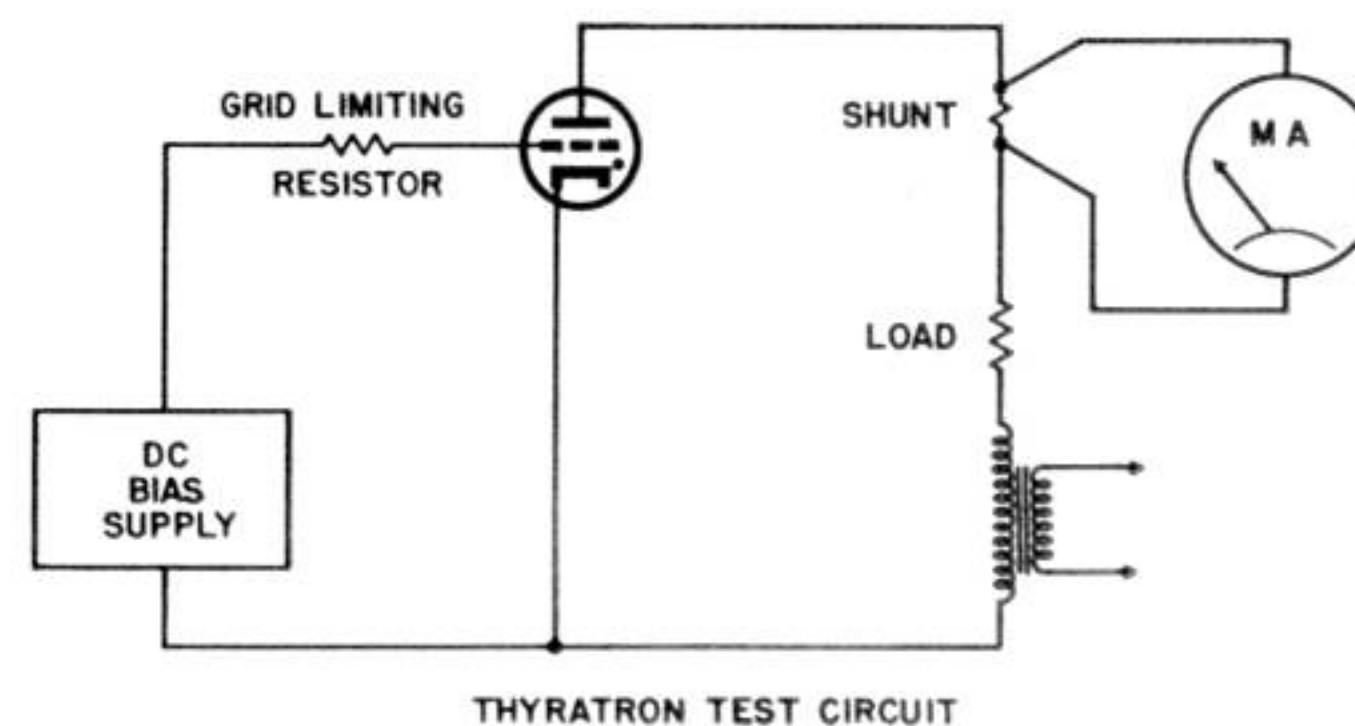 GRID LIMITING
RESISTOR
SHUNT
MA
LOAD
DC
BIAS
SUPPLY
THYRATRON TEST CIRCUIT